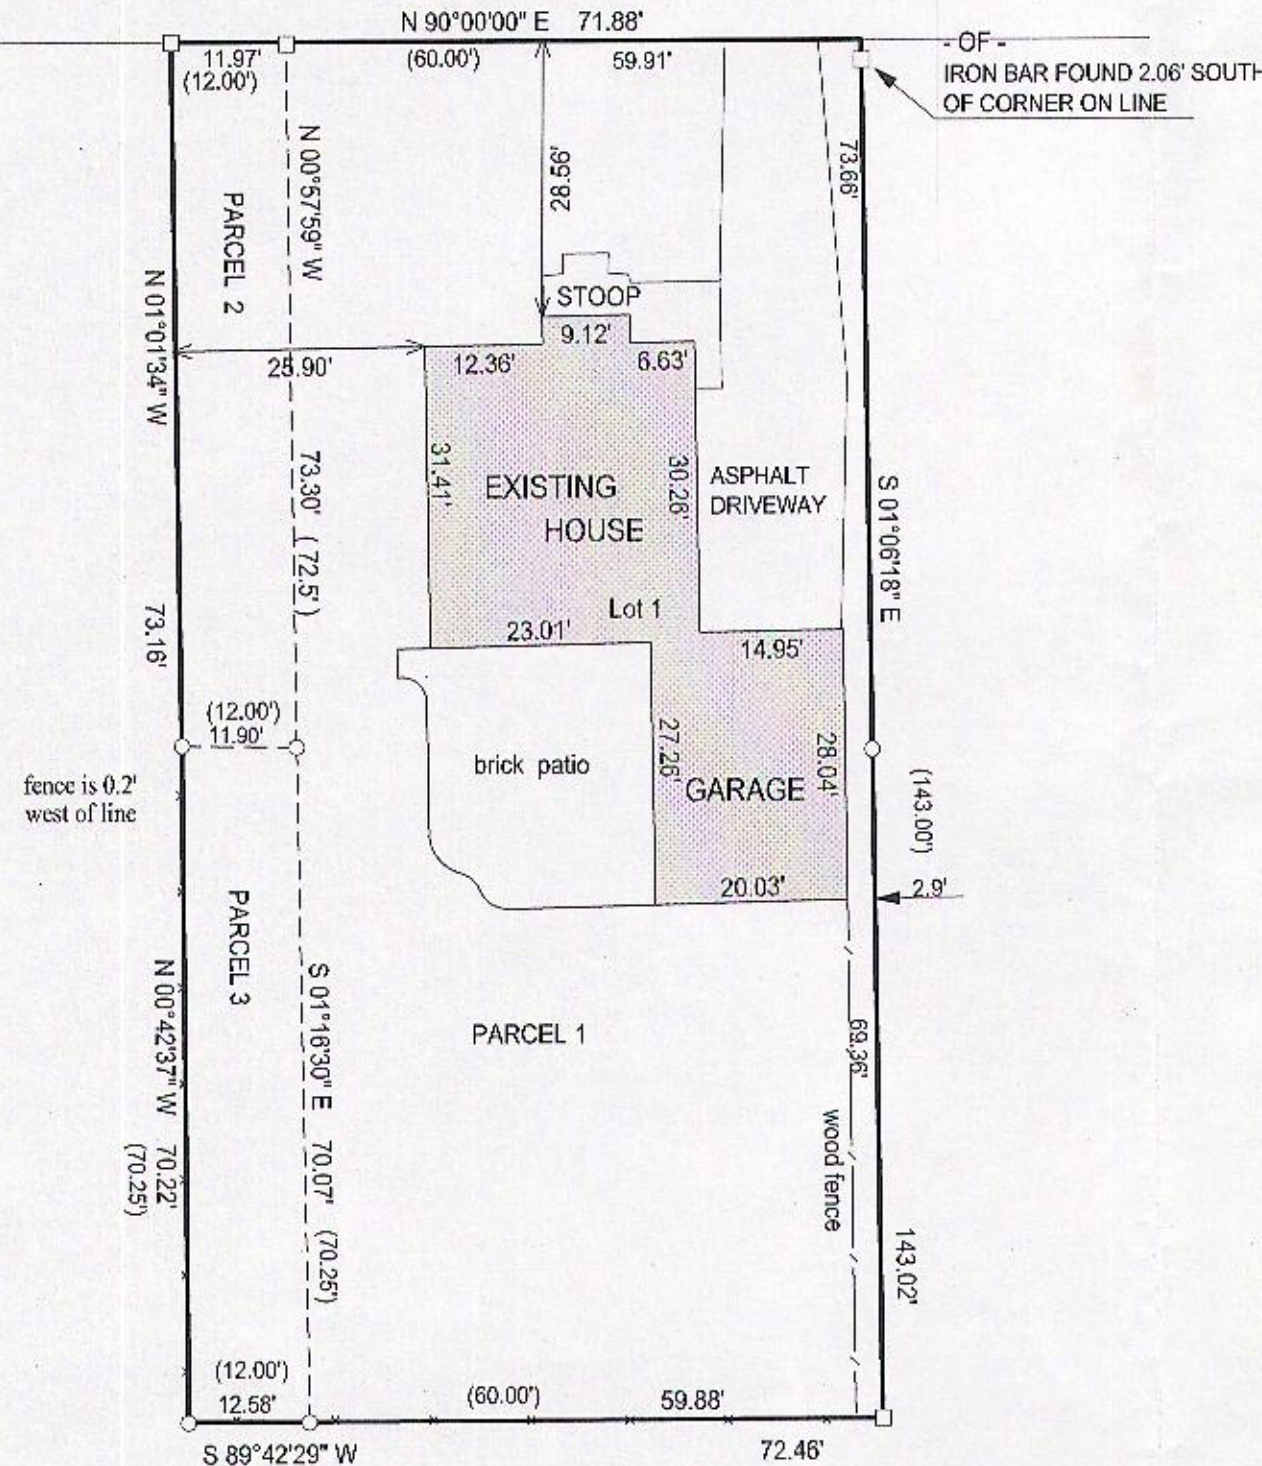 N 90°00'00" E 71.88'
11.97'
(12.00')
(60.00')
59.91'
- OF -
IRON BAR FOUND 2.06' SOUTH
OF CORNER ON LINE
N 00°57'59" W
PARCEL 2
28.56'
73.66'
STOOP
9.12'
N 01°01'34" W
25.90'
12.36'
6.63'
31.41'
73.30' ( 72.5' )
EXISTING
HOUSE
30.28'
ASPHALT
DRIVEWAY
S 01°06'18" E
Lot 1
23.01'
14.95'
73.16'
(12.00')
11.90'
fence is 0.2'
west of line
brick patio
27.26'
GARAGE
28.04'
(143.00')
20.03'
2.9'
PARCEL 3
N 00°42'37" W 70.22'
(70.25')
S 01°16'30" E 70.07' (70.25')
PARCEL 1
69.36'
wood fence
143.02'
(12.00')
12.58'
(60.00')
59.88'
S 89°42'29" W
72.46'